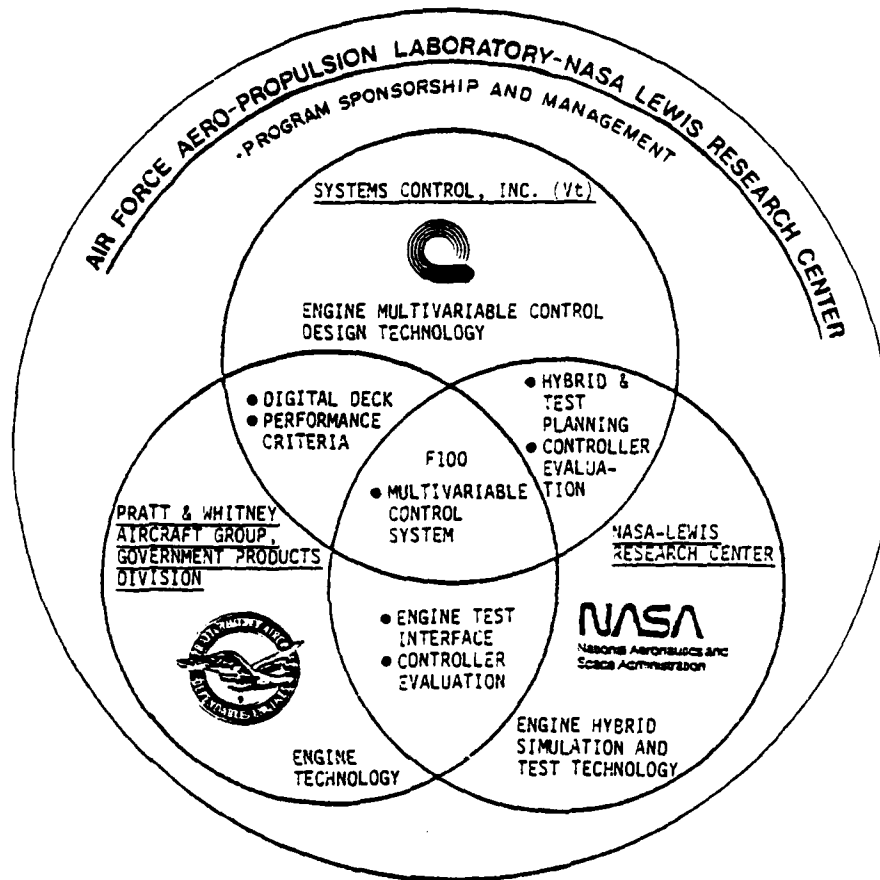 AIR FORCE AERO-PROPULSION LABORATORY-NASA LEWIS RESEARCH CENTER
•PROGRAM SPONSORSHIP AND MANAGEMENT
SYSTEMS CONTROL, INC. (Vt)
ENGINE MULTIVARIABLE CONTROL
DESIGN TECHNOLOGY
● DIGITAL DECK
● PERFORMANCE
CRITERIA
● HYBRID &
TEST
PLANNING
● CONTROLLER
EVALUA-
TION
F100
● MULTIVARIABLE
CONTROL
SYSTEM
PRATT & WHITNEY
AIRCRAFT GROUP,
GOVERNMENT PRODUCTS
DIVISION
NASA-LEWIS
RESEARCH CENTER
● ENGINE TEST
INTERFACE
● CONTROLLER
EVALUATION
NASA
National Aeronautics and
Space Administration
ENGINE
TECHNOLOGY
ENGINE HYBRID
SIMULATION AND
TEST TECHNOLOGY